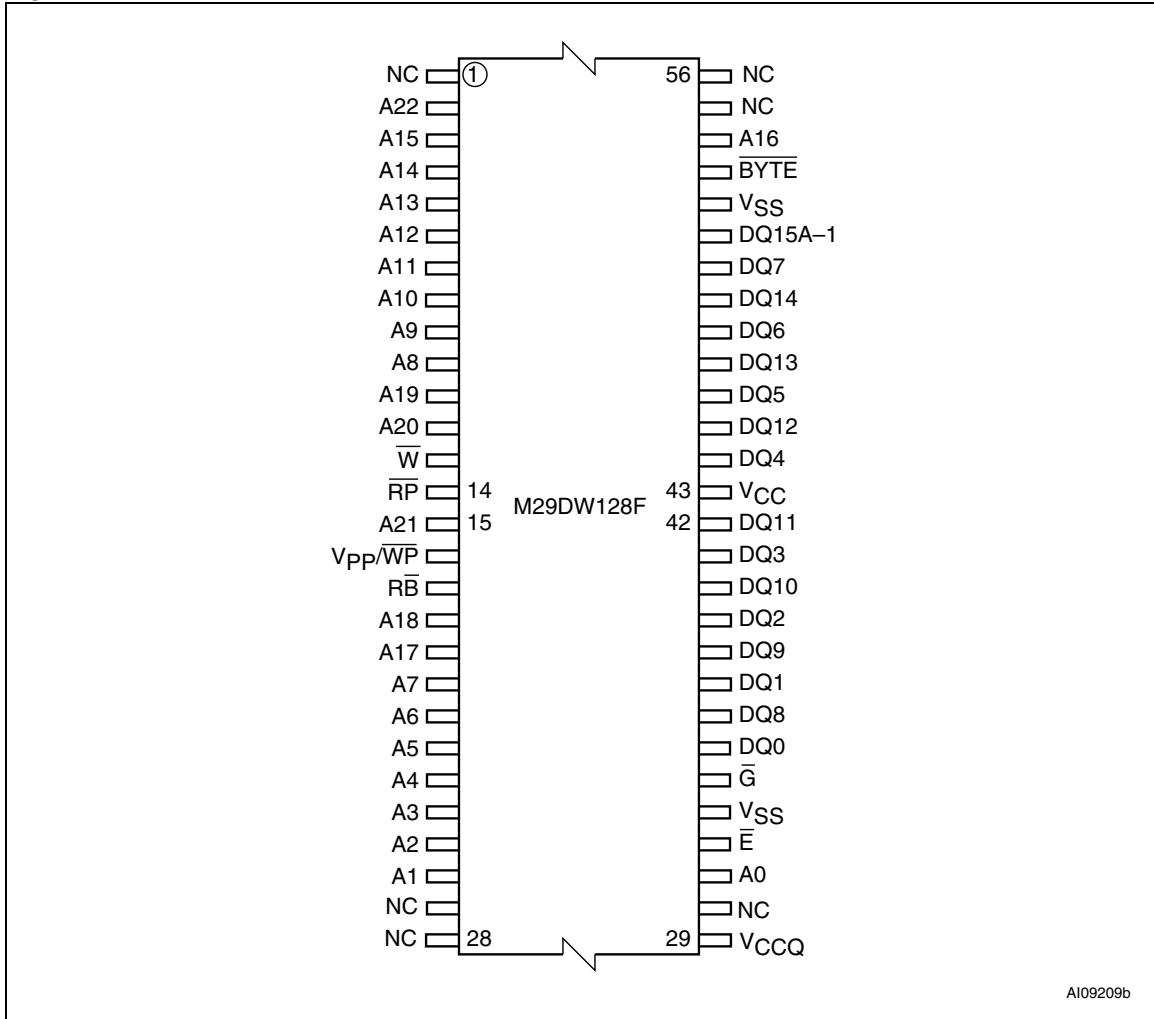 NC 1 56 NC
A22 NC
A15 A16
A14 B̅Y̅T̅E̅
A13 VSS
A12 DQ15A–1
A11 DQ7
A10 DQ14
A9 DQ6
A8 DQ13
A19 DQ5
A20 DQ12
W̅ DQ4
R̅P̅ 14 43 VCC
M29DW128F
A21 15 42 DQ11
VPP/W̅P̅ DQ3
RB̅ DQ10
A18 DQ2
A17 DQ9
A7 DQ1
A6 DQ8
A5 DQ0
A4 G̅
A3 VSS
A2 E̅
A1 A0
NC NC
NC 28 29 VCCQ
AI09209b